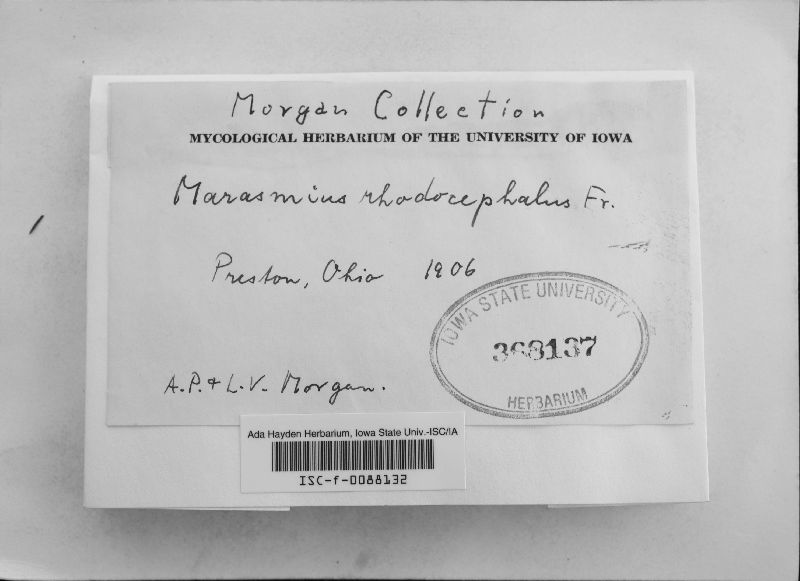 Morgan Collection
MYCOLOGICAL HERBARIUM OF THE UNIVERSITY OF IOWA
Marasmius rhodocephalus Fr.
Preston, Ohio 1906
IOWA STATE UNIVERSITY
368137
HERBARIUM
A.P. & L.V. Morgan.
Ada Hayden Herbarium, Iowa State Univ.-ISC/IA
ISC-f-0088132